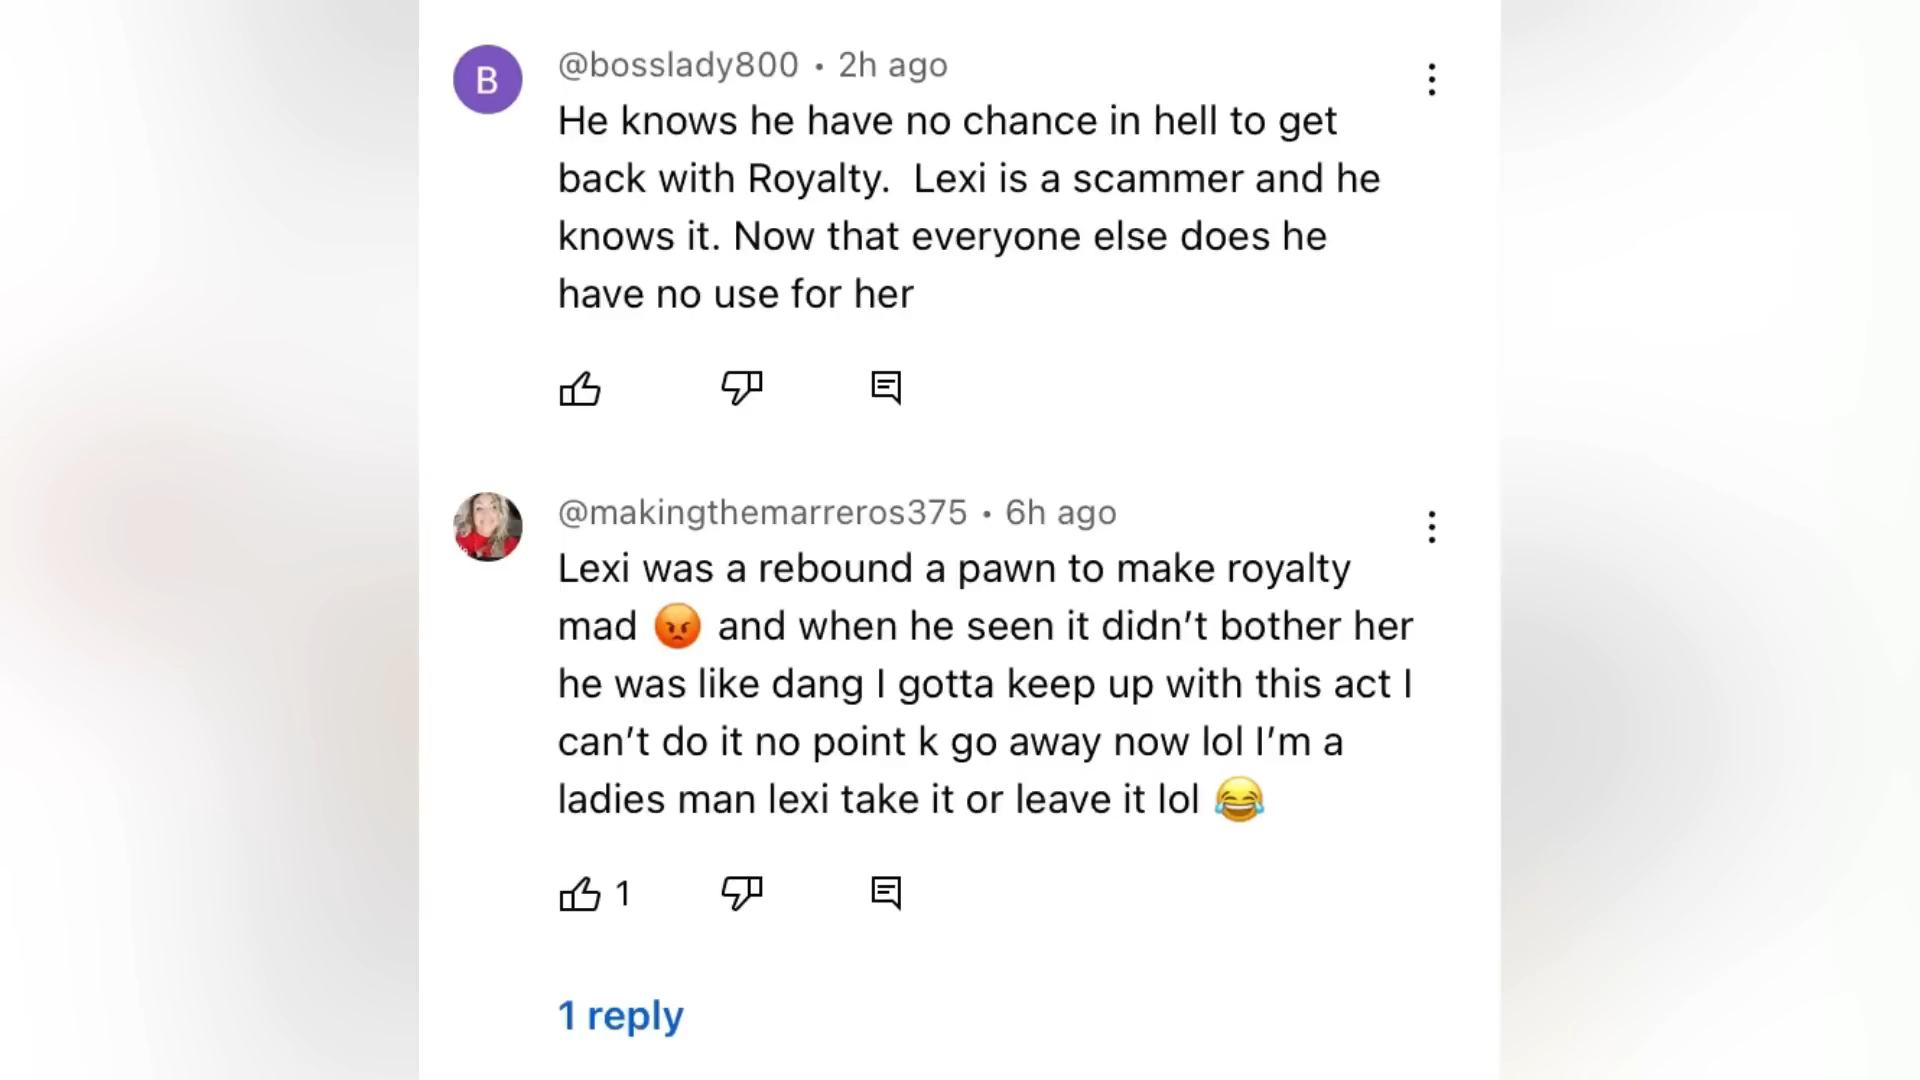 B
@bosslady800 • 2h ago
He knows he have no chance in hell to get
back with Royalty.  Lexi is a scammer and he
knows it. Now that everyone else does he
have no use for her
@makingthemarreros375 • 6h ago
Lexi was a rebound a pawn to make royalty
mad 😡 and when he seen it didn’t bother her
he was like dang I gotta keep up with this act I
can’t do it no point k go away now lol I’m a
ladies man lexi take it or leave it lol 😂
1
1 reply